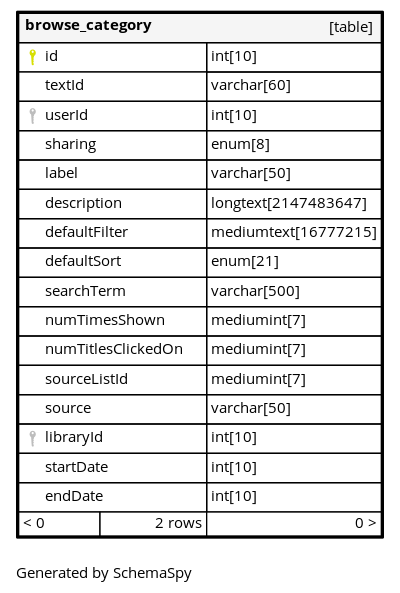 browse_category [table]
id int[10]
textId varchar[60]
userId int[10]
sharing enum[8]
label varchar[50]
description longtext[2147483647]
defaultFilter mediumtext[16777215]
defaultSort enum[21]
searchTerm varchar[500]
numTimesShown mediumint[7]
numTitlesClickedOn mediumint[7]
sourceListId mediumint[7]
source varchar[50]
libraryId int[10]
startDate int[10]
endDate int[10]
< 0 2 rows 0 >
Generated by SchemaSpy